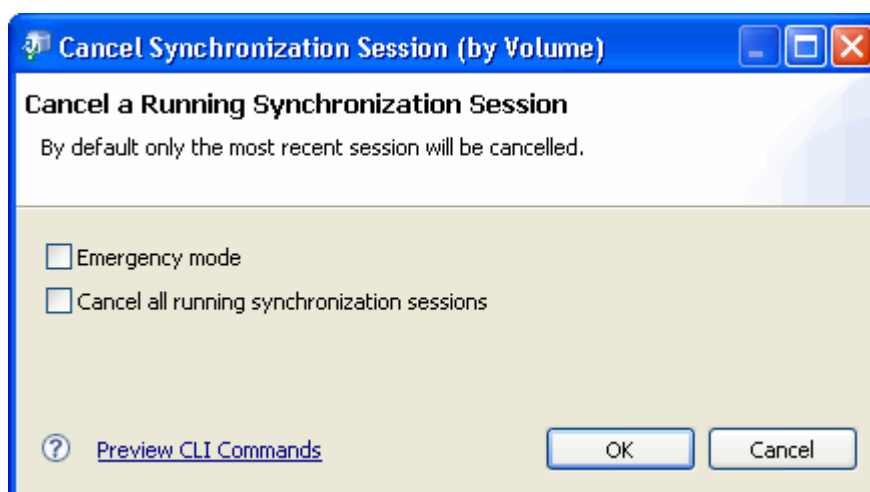 Cancel Synchronization Session (by Volume)
Cancel a Running Synchronization Session
By default only the most recent session will be cancelled.
Emergency mode
Cancel all running synchronization sessions
? Preview CLI Commands OK Cancel